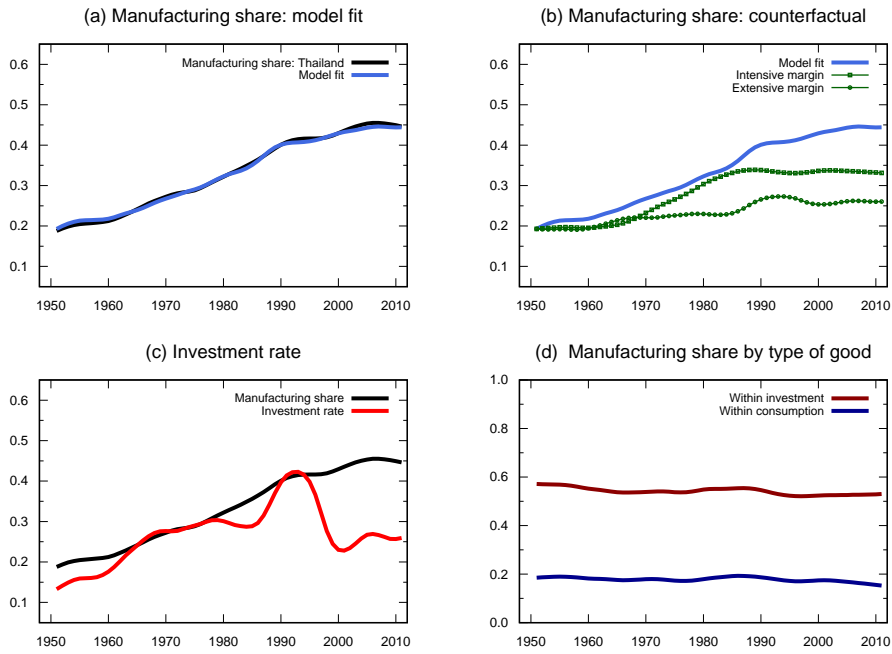 (a) Manufacturing share: model fit
0.6
0.5
0.4
0.3
0.2
0.1
Manufacturing share: Thailand
Model fit
1950 1960 1970 1980 1990 2000 2010
(b) Manufacturing share: counterfactual
0.6
0.5
0.4
0.3
0.2
0.1
Model fit
Intensive margin
Extensive margin
1950 1960 1970 1980 1990 2000 2010
(c) Investment rate
0.6
0.5
0.4
0.3
0.2
0.1
Manufacturing share
Investment rate
1950 1960 1970 1980 1990 2000 2010
(d) Manufacturing share by type of good
1.0
0.8
0.6
0.4
0.2
0.0
Within investment
Within consumption
1950 1960 1970 1980 1990 2000 2010